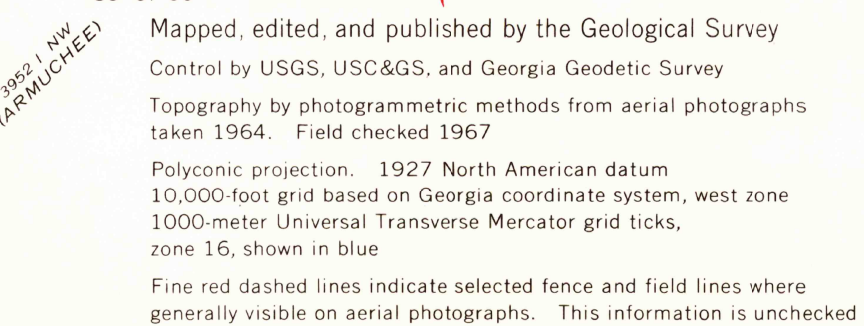 3952 I NW
(ARMUCHEE)
Mapped, edited, and published by the Geological Survey
Control by USGS, USC&GS, and Georgia Geodetic Survey
Topography by photogrammetric methods from aerial photographs
taken 1964. Field checked 1967
Polyconic projection. 1927 North American datum
10,000-foot grid based on Georgia coordinate system, west zone
1000-meter Universal Transverse Mercator grid ticks,
zone 16, shown in blue
Fine red dashed lines indicate selected fence and field lines where
generally visible on aerial photographs. This information is unchecked